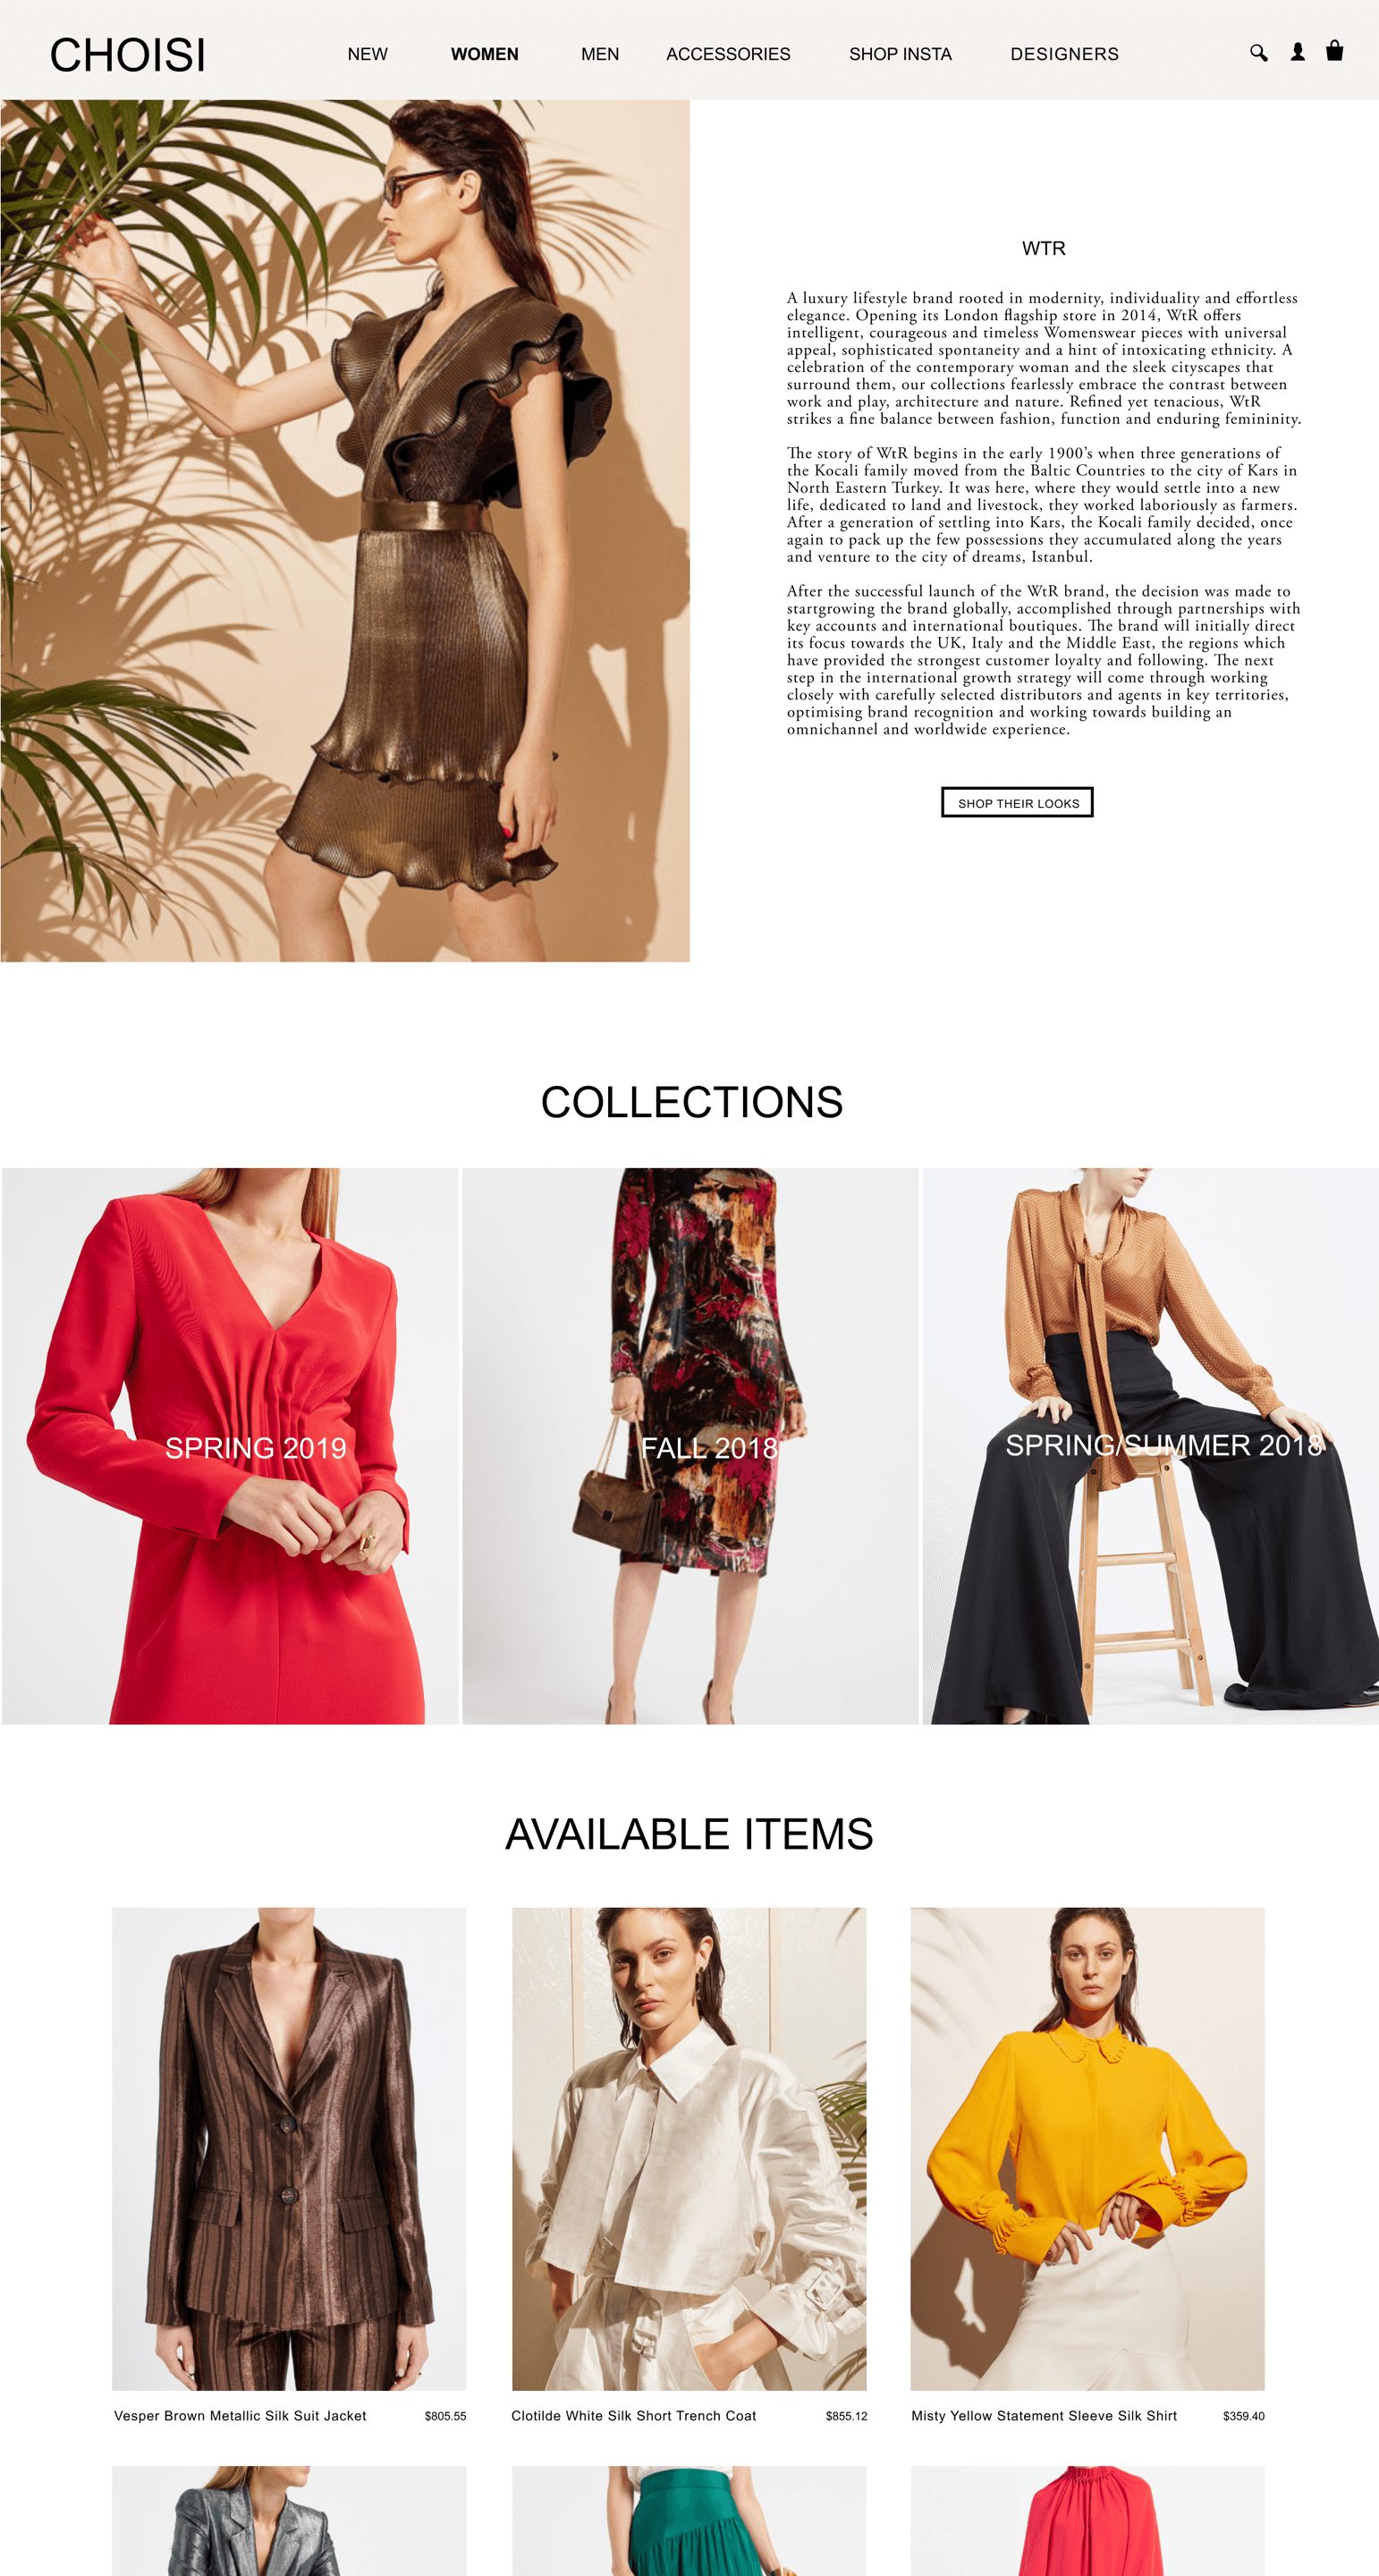 CHOISI
NEW WOMEN MEN ACCESSORIES SHOP INSTA DESIGNERS
WTR
A luxury lifestyle brand rooted in modernity, individuality and effortless
elegance. Opening its London flagship store in 2014, WtR offers
intelligent, courageous and timeless Womenswear pieces with universal
appeal, sophisticated spontaneity and a hint of intoxicating ethnicity. A
celebration of the contemporary woman and the sleek cityscapes that
surround them, our collections fearlessly embrace the contrast between
work and play, architecture and nature. Refined yet tenacious, WtR
strikes a fine balance between fashion, function and enduring femininity.
The story of WtR begins in the early 1900’s when three generations of
the Kocali family moved from the Baltic Countries to the city of Kars in
North Eastern Turkey. It was here, where they would settle into a new
life, dedicated to land and livestock, they worked laboriously as farmers.
After a generation of settling into Kars, the Kocali family decided, once
again to pack up the few possessions they accumulated along the years
and venture to the city of dreams, Istanbul.
After the successful launch of the WtR brand, the decision was made to
startgrowing the brand globally, accomplished through partnerships with
key accounts and international boutiques. The brand will initially direct
its focus towards the UK, Italy and the Middle East, the regions which
have provided the strongest customer loyalty and following. The next
step in the international growth strategy will come through working
closely with carefully selected distributors and agents in key territories,
optimising brand recognition and working towards building an
omnichannel and worldwide experience.
SHOP THEIR LOOKS
COLLECTIONS
SPRING 2019
FALL 2018
SPRING/SUMMER 2018
AVAILABLE ITEMS
Vesper Brown Metallic Silk Suit Jacket $805.55
Clotilde White Silk Short Trench Coat $855.12
Misty Yellow Statement Sleeve Silk Shirt $359.40